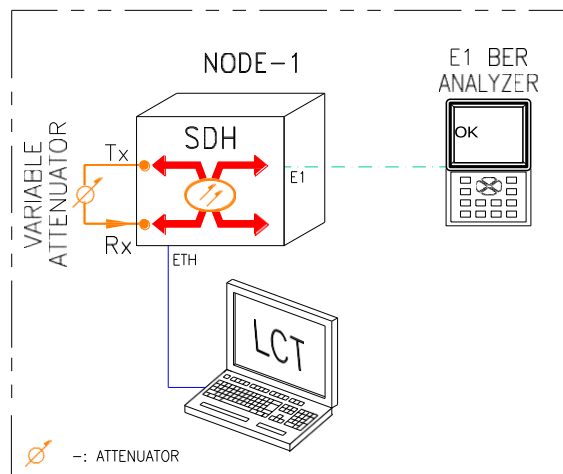 NODE-1
E1 BER
ANALYZER
SDH
OK
VARIABLE
ATTENUATOR
Tx
E1
Rx
ETH
LCT
-: ATTENUATOR